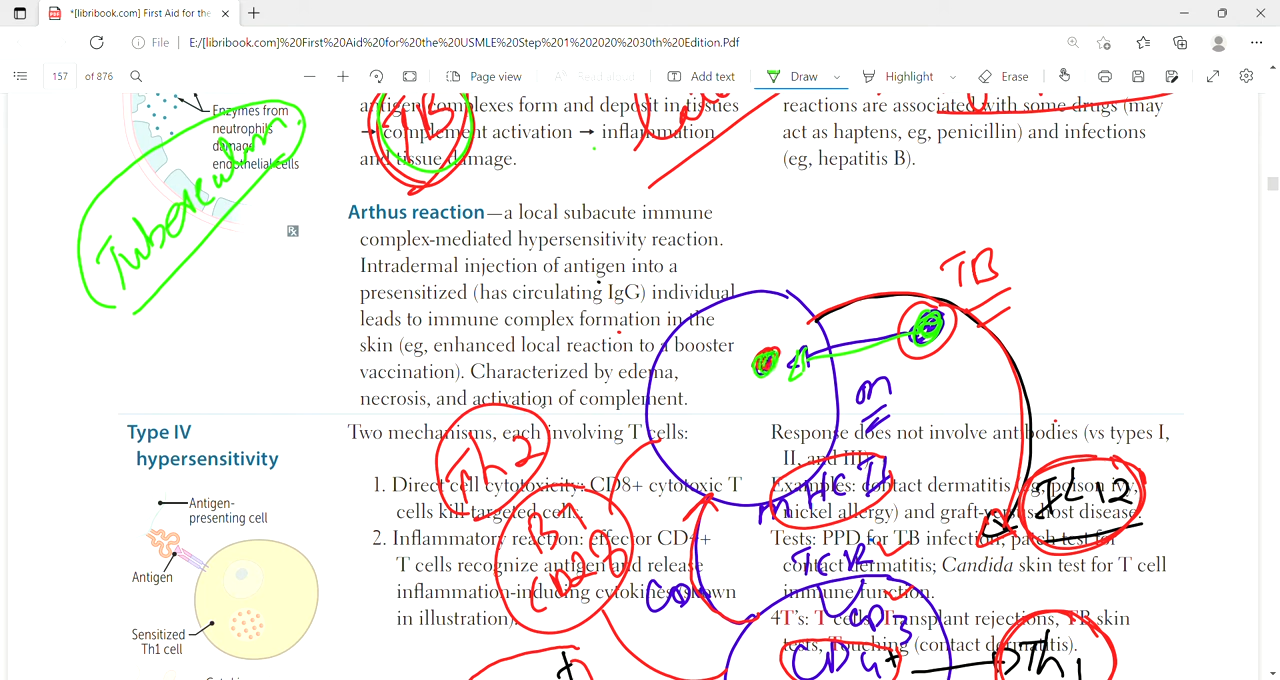 *[libribook.com] First Aid for the
File
E:/[libribook.com]%20First%20Aid%20for%20the%20USMLE%20Step%201%202020%2030th%20Edition.Pdf
157 of 876
Page view
Read aloud
Add text
Draw
Highlight
Erase
Enzymes from
neutrophils
damage
endothelial cells
Tuberculin
antigen complexes form and deposit in tissues
→ complement activation → inflammation
and tissue damage.
TB
reactions are associated with some drugs (may
act as haptens, eg, penicillin) and infections
(eg, hepatitis B).
Arthus reaction—a local subacute immune
complex-mediated hypersensitivity reaction.
Intradermal injection of antigen into a
presensitized (has circulating IgG) individual
leads to immune complex formation in the
skin (eg, enhanced local reaction to a booster
vaccination). Characterized by edema,
necrosis, and activation of complement.
TB
m
Type IV
hypersensitivity
Antigen-
presenting cell
Antigen
Sensitized
Th1 cell
Two mechanisms, each involving T cells:
1. Direct cell cytotoxicity: CD8+ cytotoxic T
cells kill targeted cells.
2. Inflammatory reaction: effector CD4+
T cells recognize antigen and release
inflammation-inducing cytokines (shown
in illustration).
Th2
B7
CD28
Response does not involve antibodies (vs types I,
II, and III).
Examples: contact dermatitis (eg, poison ivy,
nickel allergy) and graft-versus-host disease.
Tests: PPD for TB infection; patch test for
contact dermatitis; Candida skin test for T cell
immune function.
4T's: T cells, Transplant rejections, TB skin
tests, Touching (contact dermatitis).
MHC II
IL12
TCR
CD3
CD4+
Th1